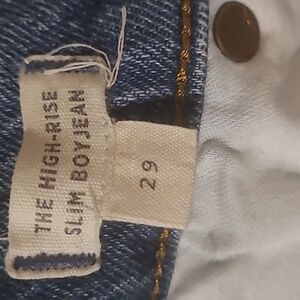 THE HIGH-RISE
SLIM BOYJEAN
29